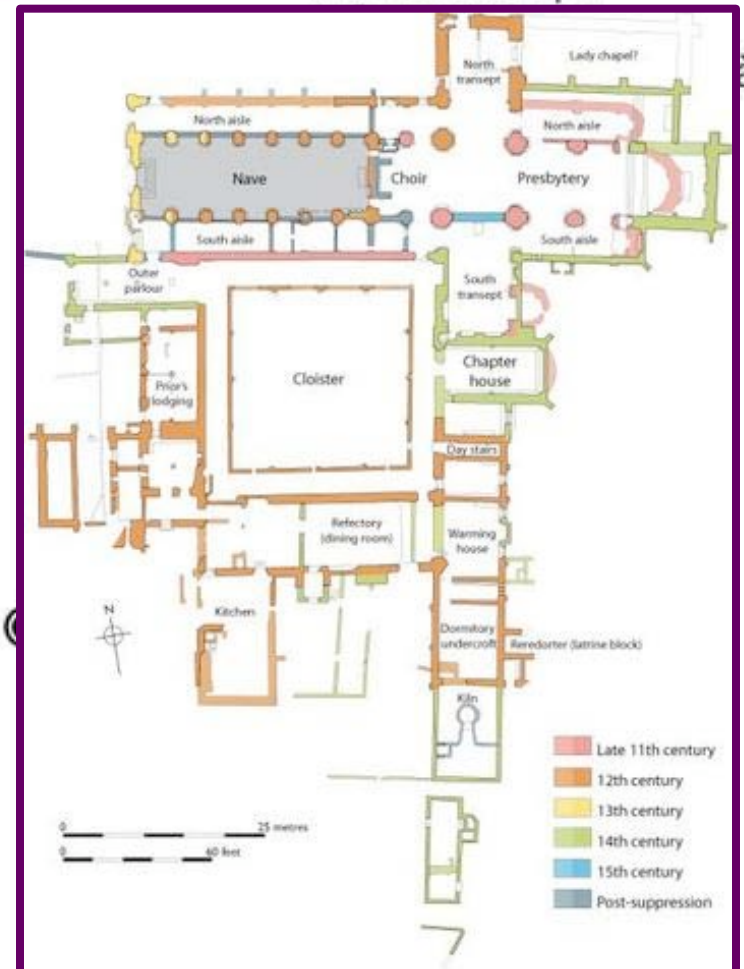 Lady chapel?
North
transept
North aisle
North aisle
Nave
Choir
Presbytery
South aisle
South aisle
Outer
parlour
South
transept
Chapter
house
Cloister
Prior's
lodging
Day stairs
Refectory
(dining room)
Warming
house
Kitchen
N
Dormitory
undercroft
Reredorter (latrine block)
Kiln
Late 11th century
12th century
13th century
14th century
15th century
Post-suppression
0 25 metres
0 60 feet